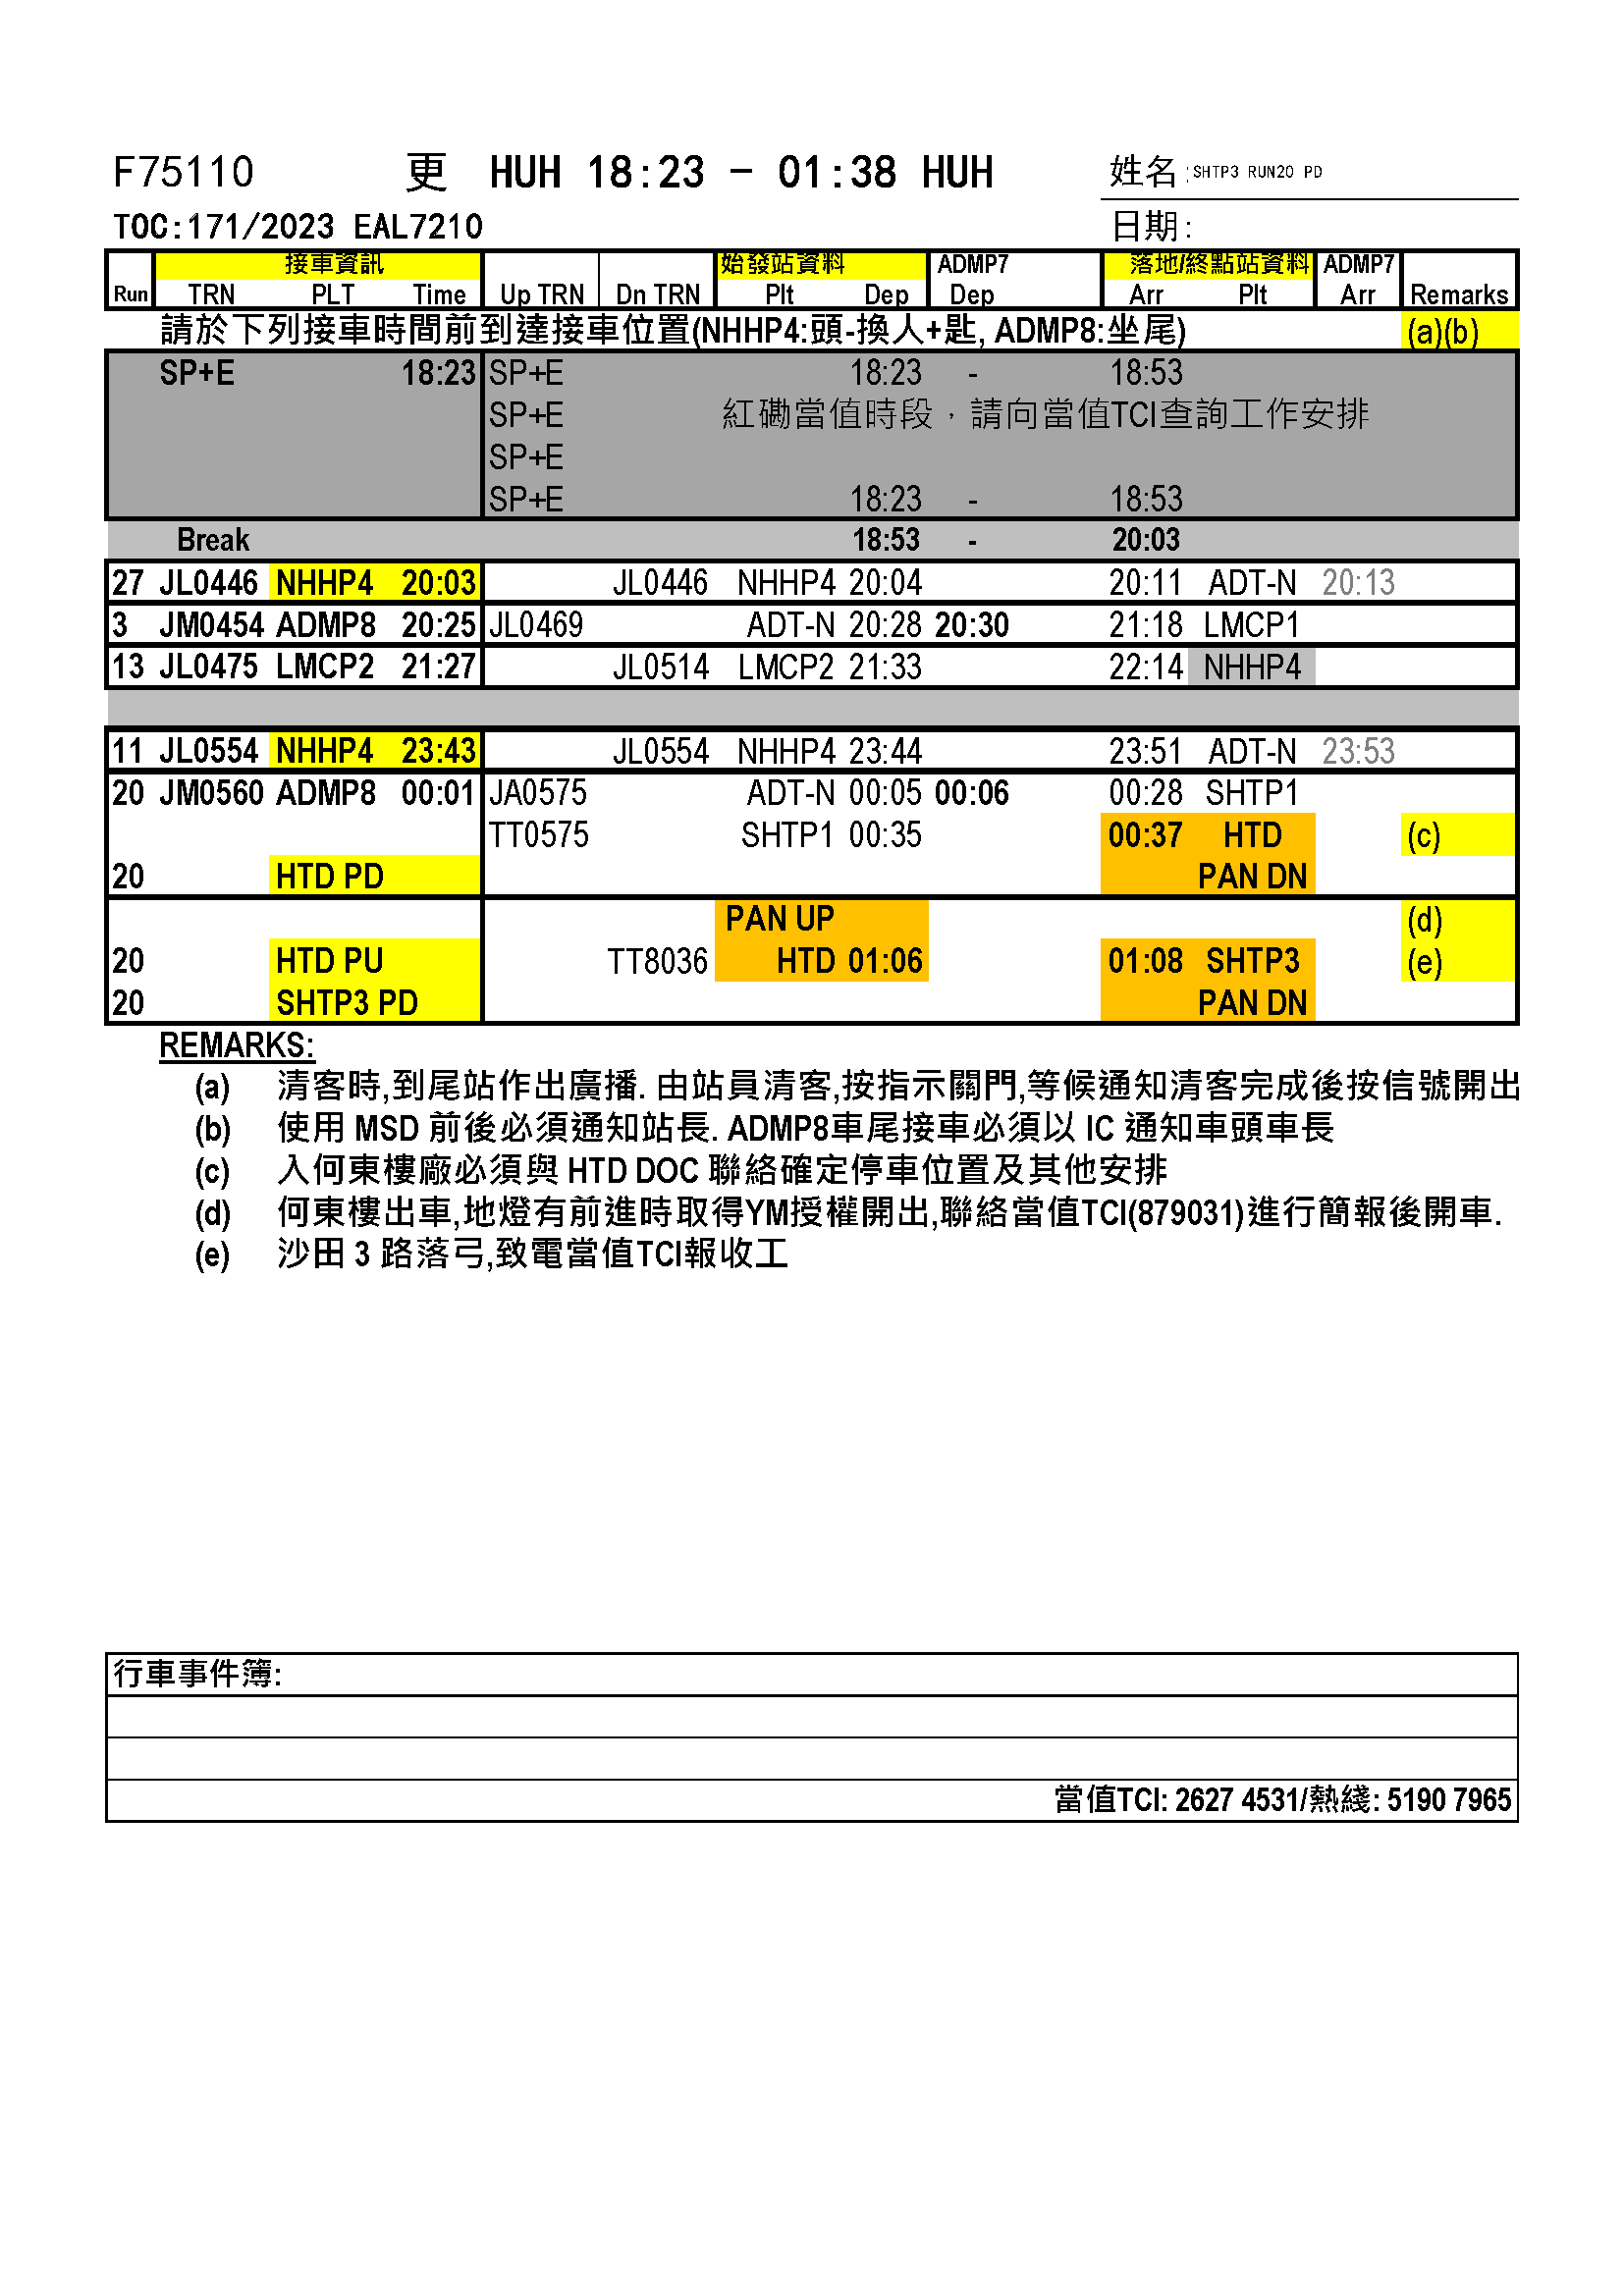 F75110 更 HUH 18:23 - 01:38 HUH 姓名:SHTP3 RUN20 PD
TOC:171/2023 EAL7210 日期:
接車資訊 始發站資料 ADMP7 落地/終點站資料 ADMP7
Run TRN PLT Time Up TRN Dn TRN Plt Dep Dep Arr Plt Arr Remarks
請於下列接車時間前到達接車位置(NHHP4:頭-換人+匙, ADMP8:坐尾) (a)(b)
SP+E 18:23 SP+E 18:23 - 18:53
SP+E 紅磡當值時段，請向當值TCI查詢工作安排
SP+E
SP+E 18:23 - 18:53
Break 18:53 - 20:03
27 JL0446 NHHP4 20:03 JL0446 NHHP4 20:04 20:11 ADT-N 20:13
3 JM0454 ADMP8 20:25 JL0469 ADT-N 20:28 20:30 21:18 LMCP1
13 JL0475 LMCP2 21:27 JL0514 LMCP2 21:33 22:14 NHHP4
11 JL0554 NHHP4 23:43 JL0554 NHHP4 23:44 23:51 ADT-N 23:53
20 JM0560 ADMP8 00:01 JA0575 ADT-N 00:05 00:06 00:28 SHTP1
TT0575 SHTP1 00:35 00:37 HTD (c)
20 HTD PD PAN DN
PAN UP (d)
20 HTD PU TT8036 HTD 01:06 01:08 SHTP3 (e)
20 SHTP3 PD PAN DN
REMARKS:
(a) 清客時,到尾站作出廣播. 由站員清客,按指示關門,等候通知清客完成後按信號開出
(b) 使用 MSD 前後必須通知站長. ADMP8車尾接車必須以 IC 通知車頭車長
(c) 入何東樓廠必須與 HTD DOC 聯絡確定停車位置及其他安排
(d) 何東樓出車,地燈有前進時取得YM授權開出,聯絡當值TCI(879031)進行簡報後開車.
(e) 沙田 3 路落弓,致電當值TCI報收工
行車事件簿:
當值TCI: 2627 4531/熱綫: 5190 7965